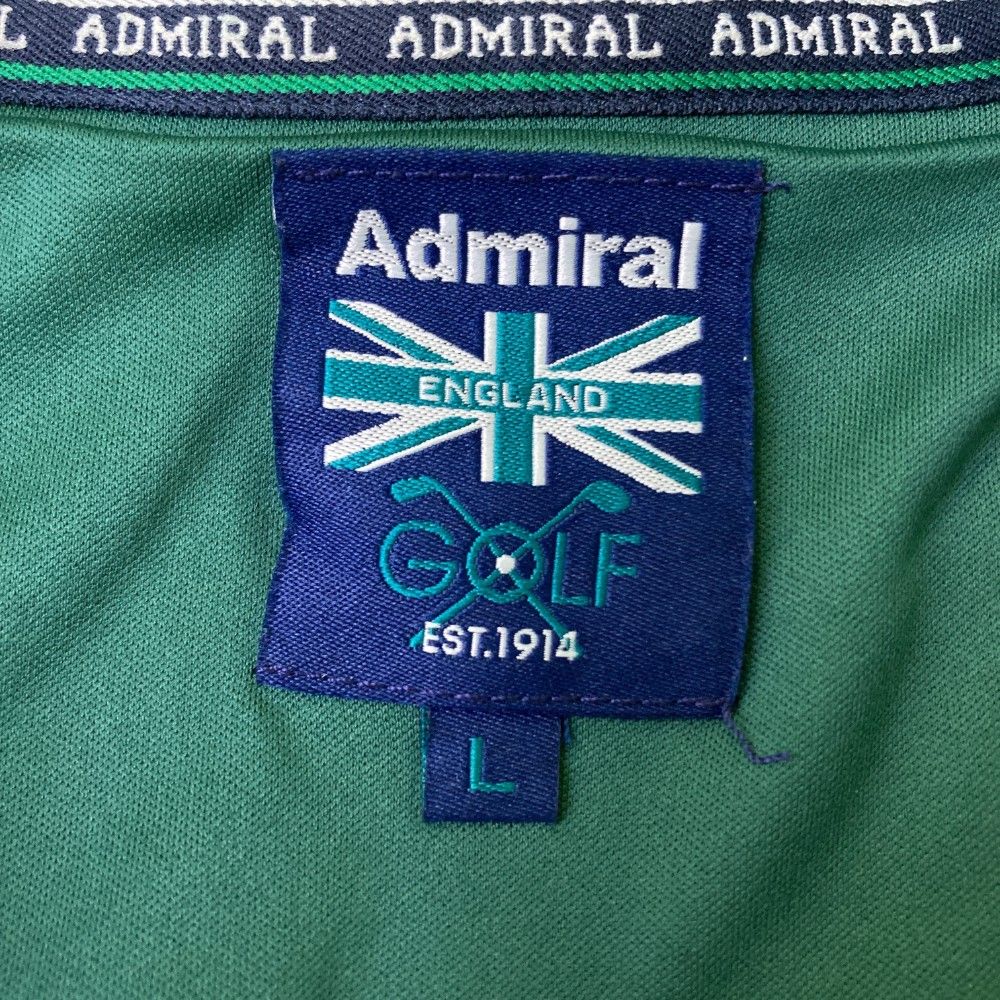 L ADMIRAL ADMIRAL ADMIRAL
Admiral
ENGLAND
GOLF
EST.1914
L